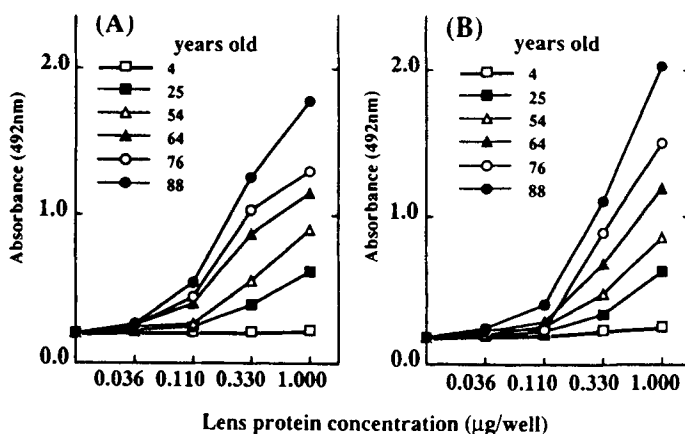 (A)
years old
4
25
54
64
76
88
Absorbance (492nm)
2.0
1.0
0.0
0.036 0.110 0.330 1.000
(B)
years old
4
25
54
64
76
88
Absorbance (492nm)
2.0
1.0
0.0
0.036 0.110 0.330 1.000
Lens protein concentration (μg/well)